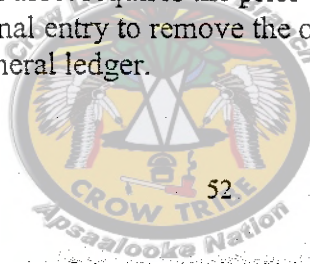 nal entry to remove the o
neral ledger.
52
CROW TRIBE
Apsaalooke Nation